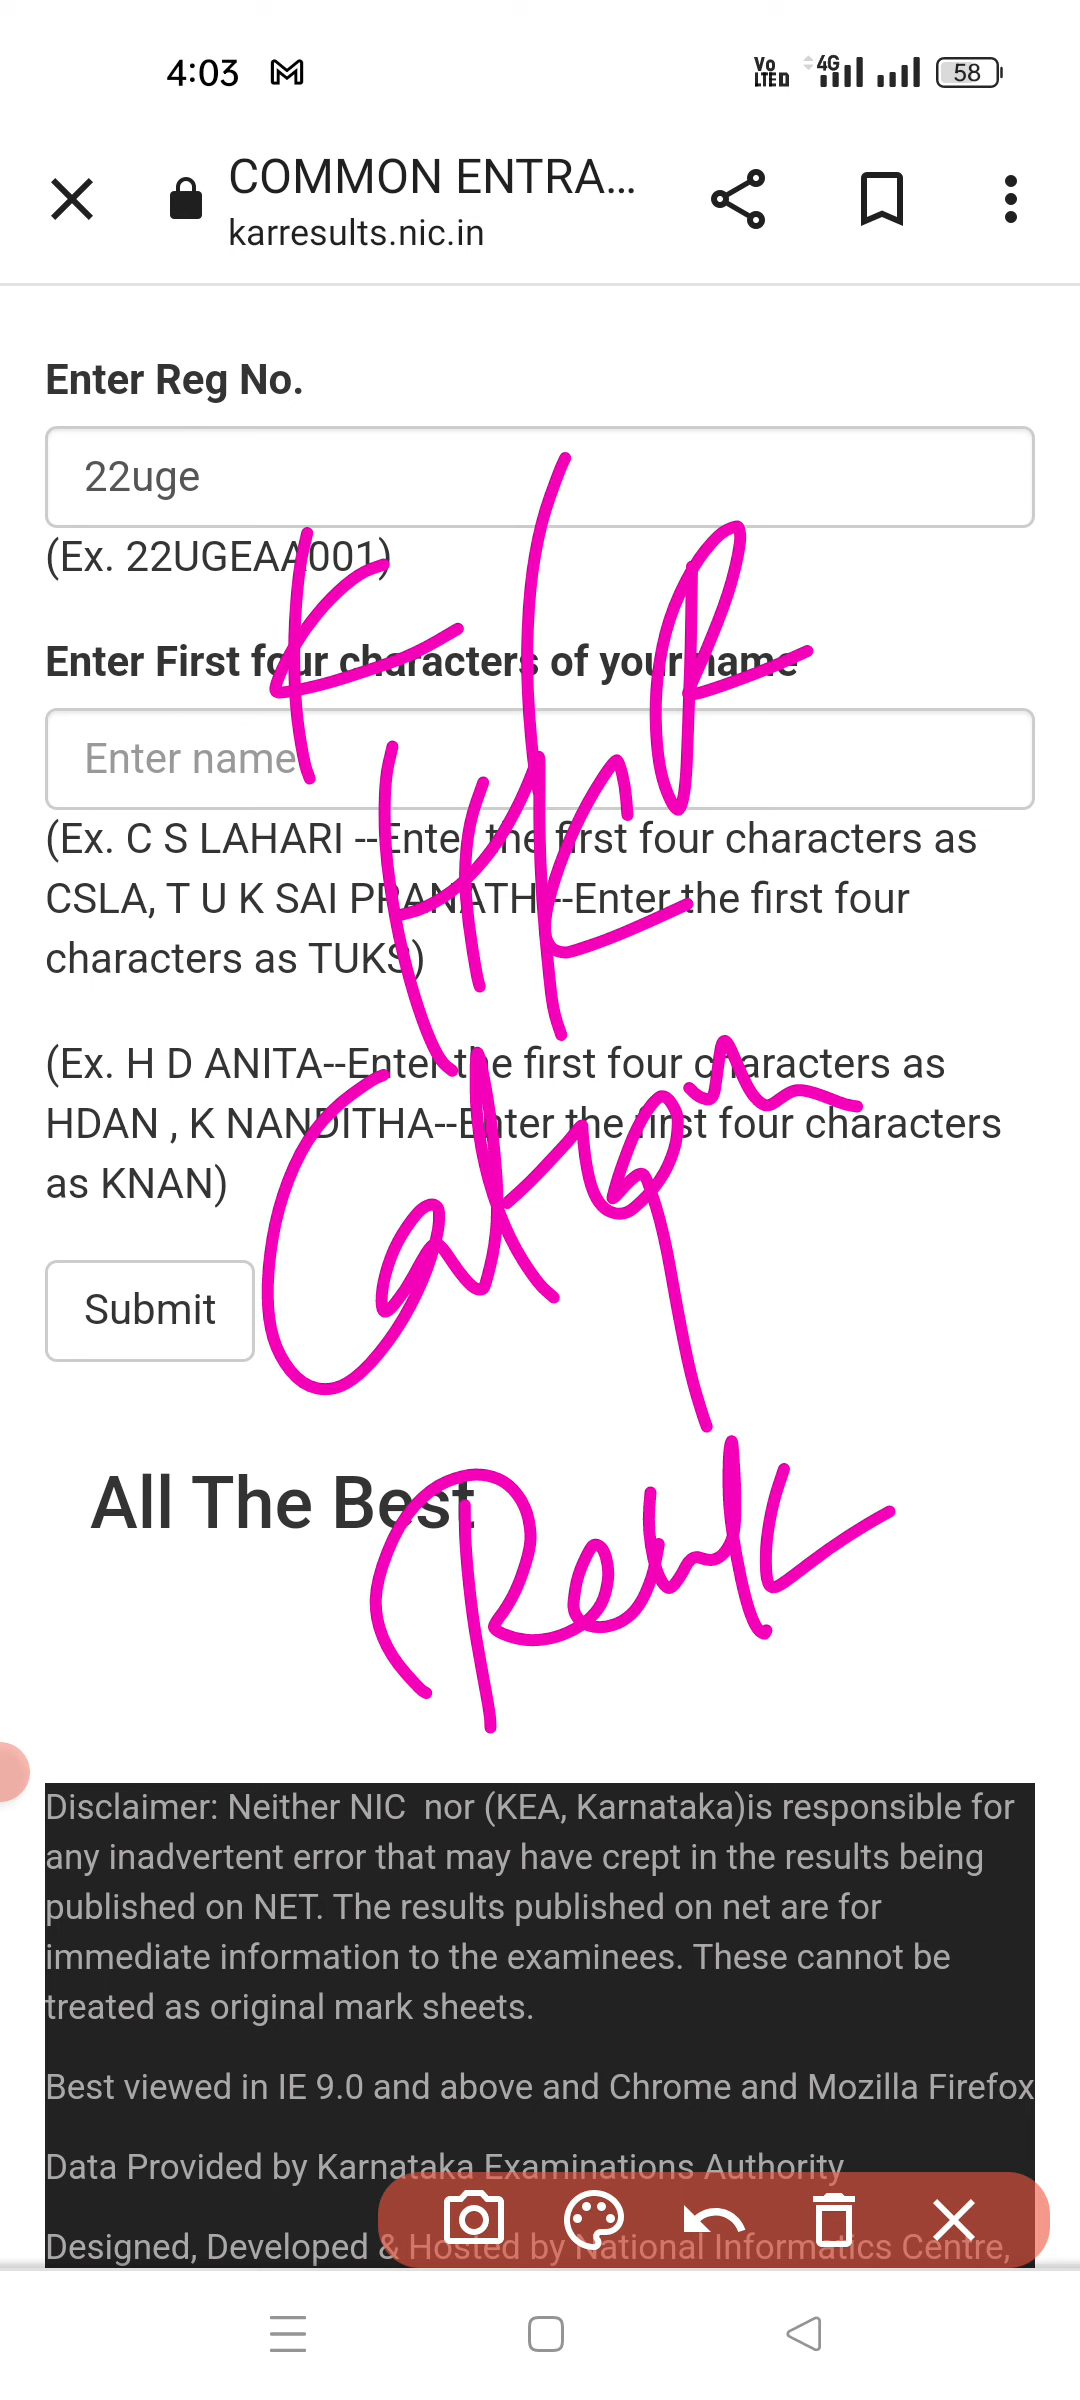 4:03
Vo LTE 4G 58
COMMON ENTRA...
karresults.nic.in
Enter Reg No.
22uge
(Ex. 22UGEAA001)
Enter First four characters of your name
Enter name
(Ex. C S LAHARI --Enter the first four characters as
CSLA, T U K SAI PRANATH --Enter the first four
characters as TUKS)
(Ex. H D ANITA--Enter the first four characters as
HDAN , K NANDITHA--Enter the first four characters
as KNAN)
Submit
All The Best
Disclaimer: Neither NIC nor (KEA, Karnataka)is responsible for
any inadvertent error that may have crept in the results being
published on NET. The results published on net are for
immediate information to the examinees. These cannot be
treated as original mark sheets.
Best viewed in IE 9.0 and above and Chrome and Mozilla Firefox
Data Provided by Karnataka Examinations Authority
Designed, Developed & Hosted by National Informatics Centre,